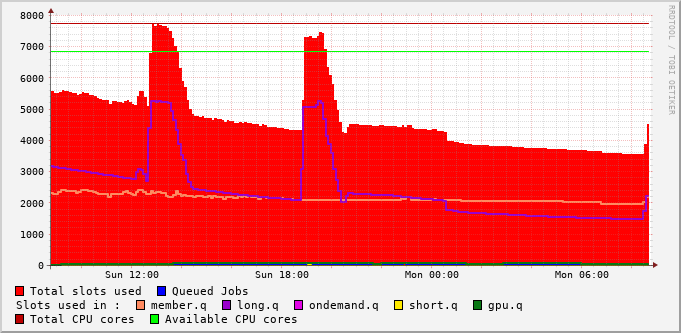 8000
7000
6000
5000
4000
3000
2000
1000
0
Sun 12:00 Sun 18:00 Mon 00:00 Mon 06:00
RRDTOOL / TOBI OETIKER
Total slots used Queued Jobs
Slots used in : member.q long.q ondemand.q short.q gpu.q
Total CPU cores Available CPU cores